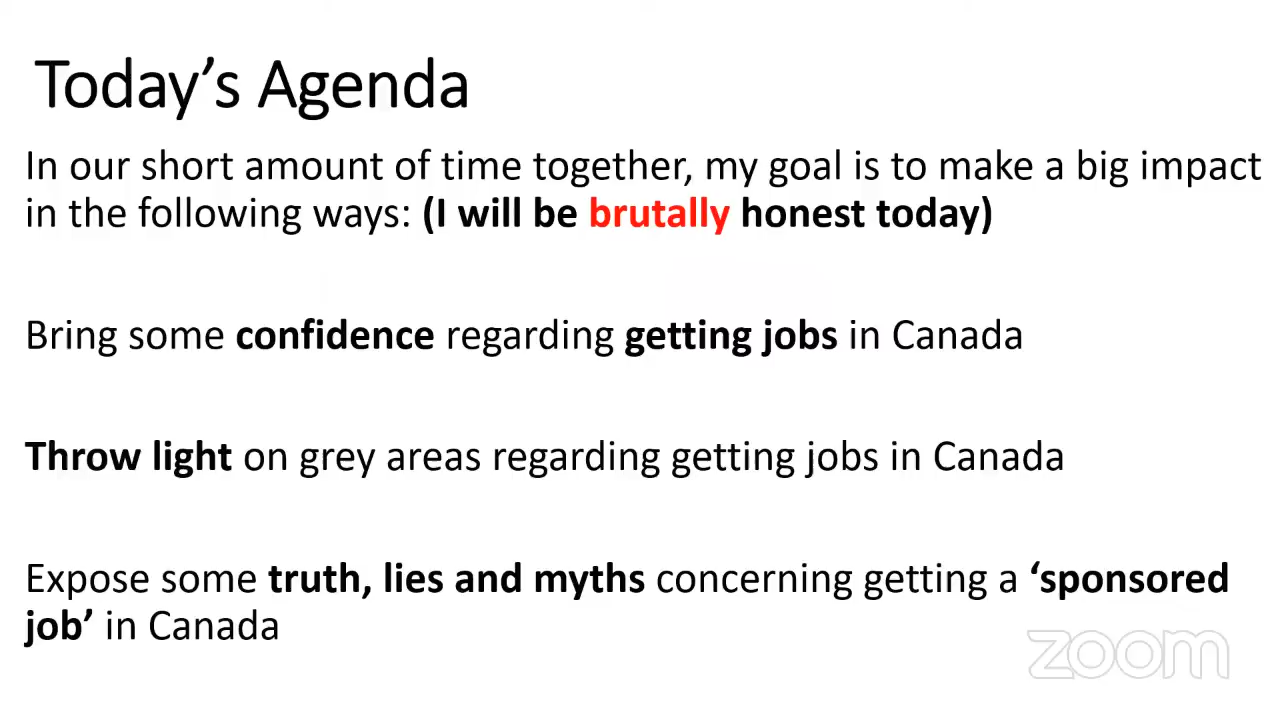 Today’s Agenda
In our short amount of time together, my goal is to make a big impact
in the following ways: (I will be brutally honest today)
Bring some confidence regarding getting jobs in Canada
Throw light on grey areas regarding getting jobs in Canada
Expose some truth, lies and myths concerning getting a ‘sponsored
job’ in Canada
zoom